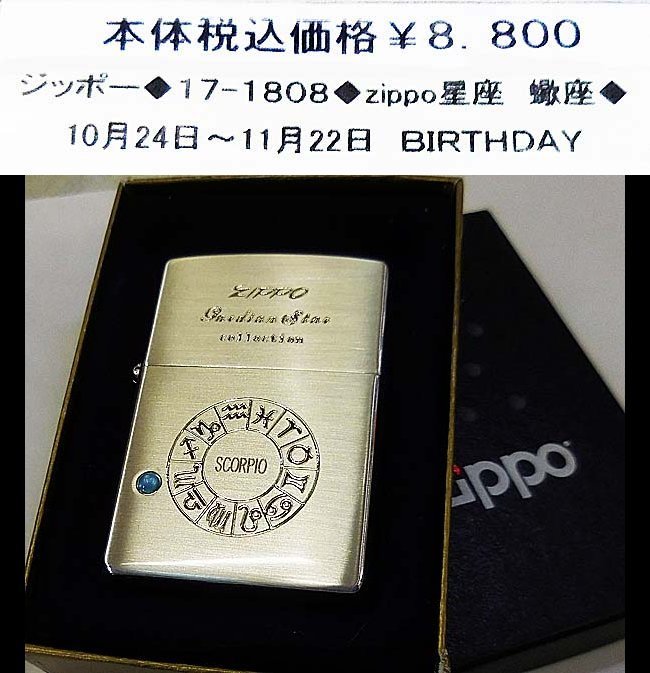 本体税込価格￥8.800
ジッポー◆17-1808◆zippo星座 蠍座◆
10月24日～11月22日 BIRTHDAY
ZIPPO
Gardian Star
collection
SCORPIO
zippo